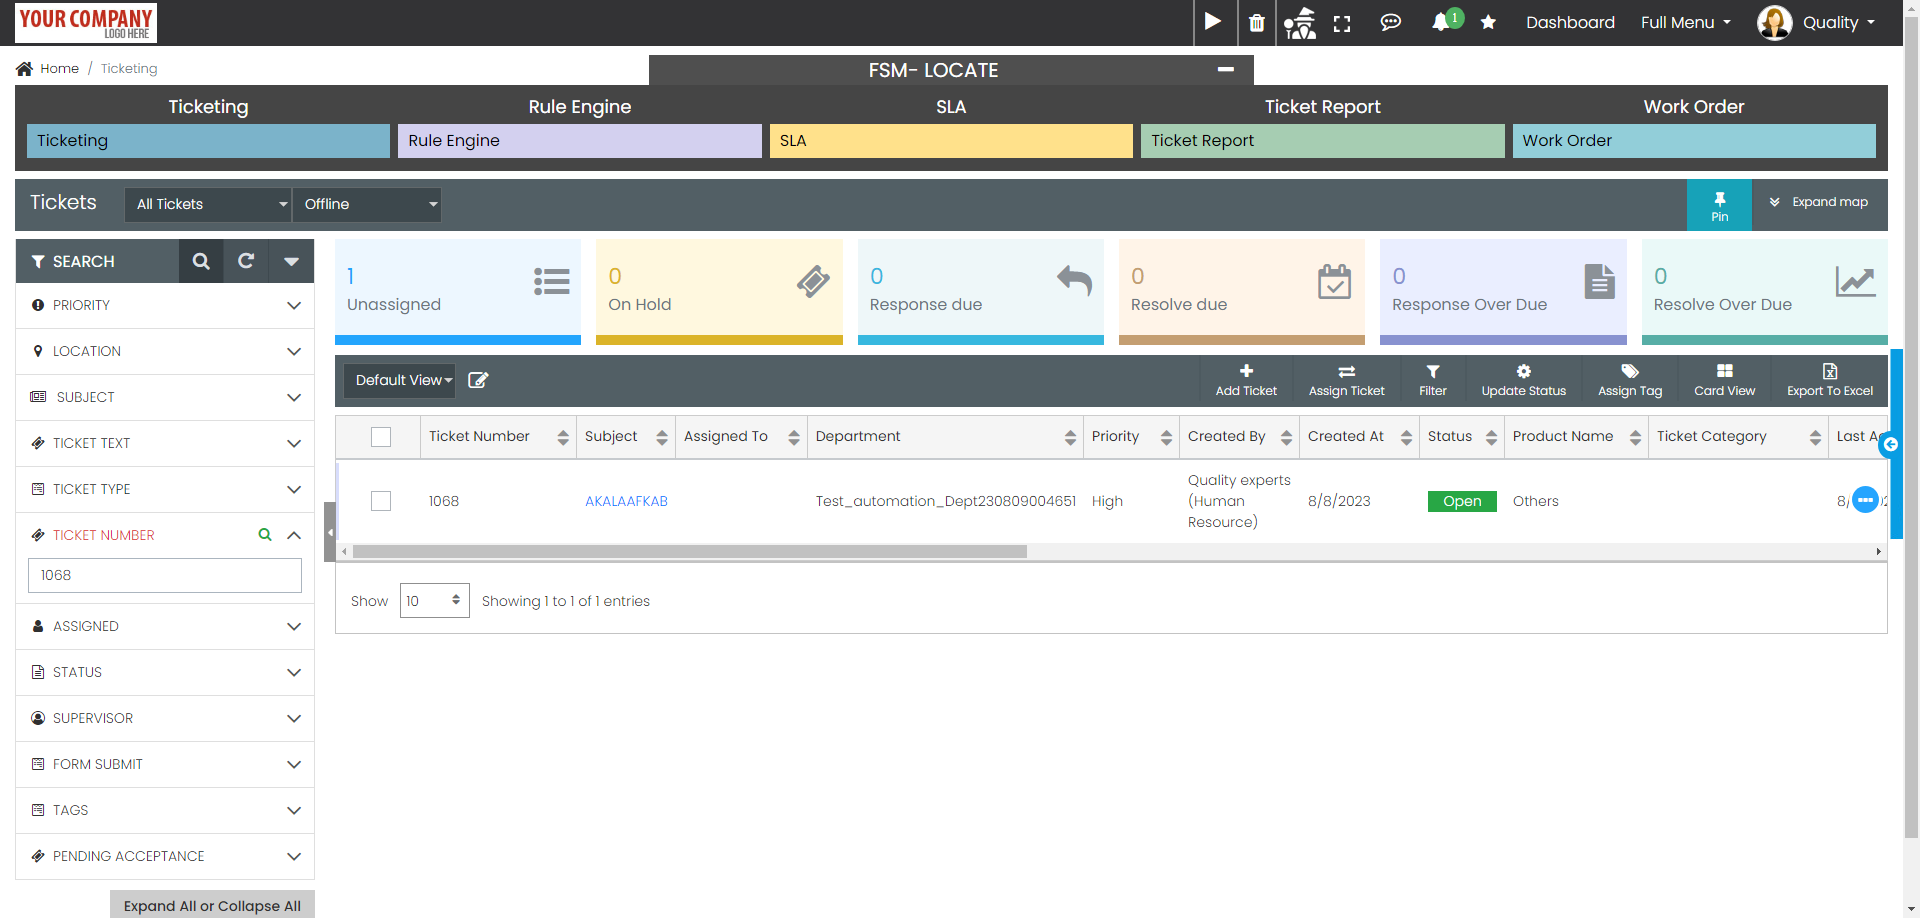 YOUR COMPANY
LOGO HERE
1
Dashboard
Full Menu
Quality
Home / Ticketing
FSM- LOCATE
Ticketing
Rule Engine
SLA
Ticket Report
Work Order
Ticketing
Rule Engine
SLA
Ticket Report
Work Order
Tickets
All Tickets
Offline
Pin
Expand map
SEARCH
PRIORITY
LOCATION
SUBJECT
TICKET TEXT
TICKET TYPE
TICKET NUMBER
1068
ASSIGNED
STATUS
SUPERVISOR
FORM SUBMIT
TAGS
PENDING ACCEPTANCE
Expand All or Collapse All
1
Unassigned
0
On Hold
0
Response due
0
Resolve due
0
Response Over Due
0
Resolve Over Due
Default View
Add Ticket
Assign Ticket
Filter
Update Status
Assign Tag
Card View
Export To Excel
Ticket Number
Subject
Assigned To
Department
Priority
Created By
Created At
Status
Product Name
Ticket Category
Last
1068
AKALAAFKAB
Test_automation_Dept230809004651
High
Quality experts
(Human
Resource)
8/8/2023
Open
Others
8/
Show
10
Showing 1 to 1 of 1 entries